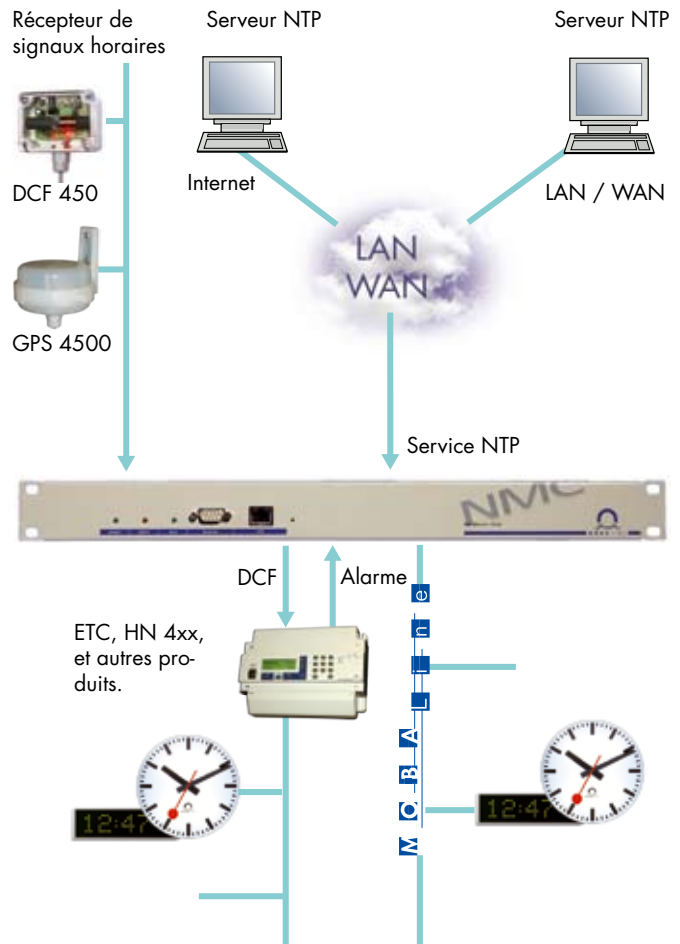 Récepteur de
signaux horaires
Serveur NTP
Serveur NTP
DCF 450
Internet
LAN / WAN
LAN
WAN
GPS 4500
Service NTP
NMC
DCF
Alarme
ETC, HN 4xx,
et autres pro-
duits.
MOBALine
12:47
12:47